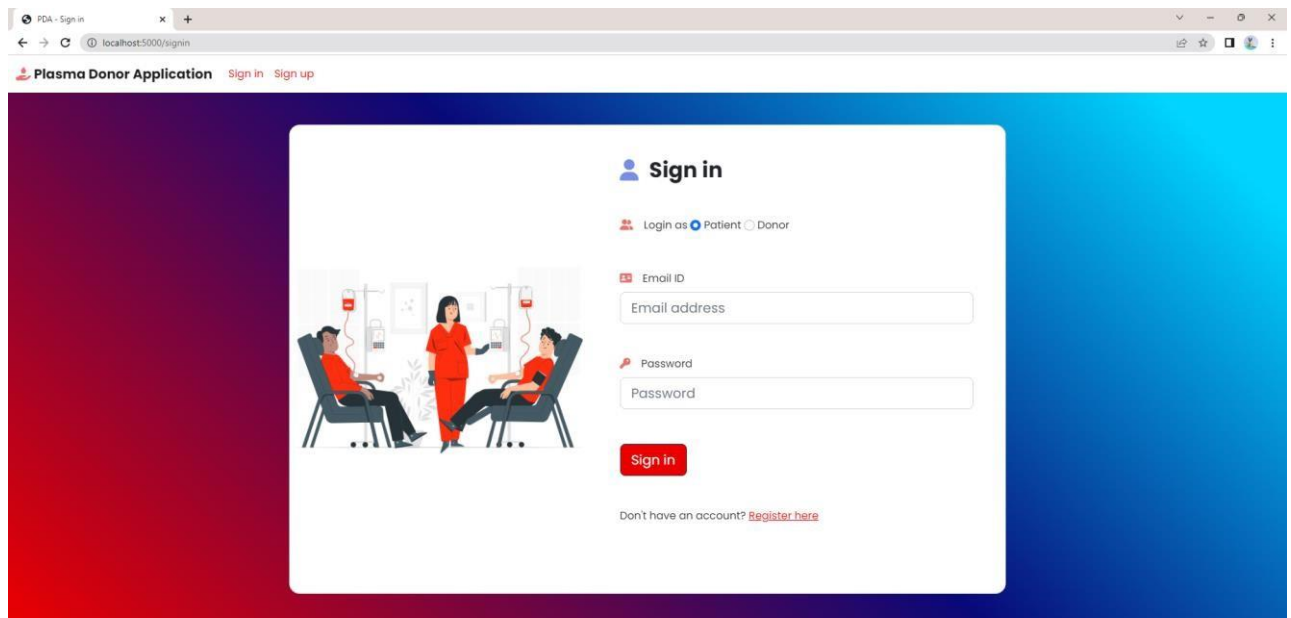 PDA - Sign in
localhost:5000/signin
Plasma Donor Application Sign in Sign up
Sign in
Login as Patient Donor
Email ID
Email address
Password
Password
Sign in
Don't have an account? Register here